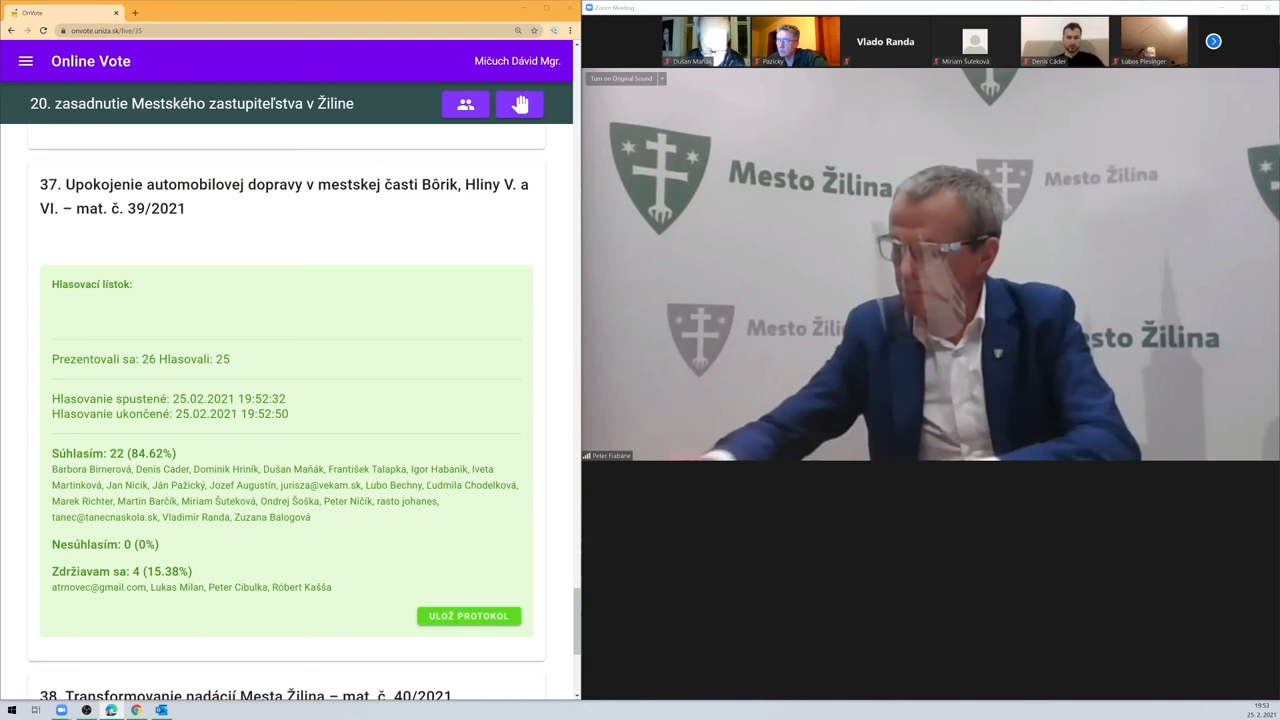 OnVote
onvote.uniza.sk/live/35
Online Vote
Mičuch Dávid Mgr.
20. zasadnutie Mestského zastupiteľstva v Žiline
37. Upokojenie automobilovej dopravy v mestskej časti Bôrik, Hliny V. a
VI. – mat. č. 39/2021
Hlasovací lístok:
Prezentovali sa: 26 Hlasovali: 25
Hlasovanie spustené: 25.02.2021 19:52:32
Hlasovanie ukončené: 25.02.2021 19:52:50
Súhlasím: 22 (84.62%)
Barbora Birnerová, Denis Cader, Dominik Hriník, Dušan Maňák, František Talapka, Igor Habanik, Iveta
Martinková, Jan Nicik, Ján Pažický, Jozef Augustín, jurisza@vekam.sk, Lubo Bechny, Ľudmila Chodelková,
Marek Richter, Martin Barčík, Miriam Šuteková, Ondrej Šoška, Peter Ničík, rasto johanes,
tanec@tanecnaskola.sk, Vladimir Randa, Zuzana Balogová
Nesúhlasím: 0 (0%)
Zdržiavam sa: 4 (15.38%)
atrnovec@gmail.com, Lukas Milan, Peter Cibulka, Róbert Kašša
ULOŽ PROTOKOL
38. Transformovanie nadácií Mesta Žilina – mat. č. 40/2021
Zoom Meeting
Dušan Maňák
Pazicky
Vlado Randa
Miriam Šuteková
Denis Cáder
Ľubos Plesinger
Turn on Original Sound
Mesto Žilina
Mesto Žilina
Mesto Žili
esto Žilina
Peter Fiabáne
19:53
25. 2. 2021